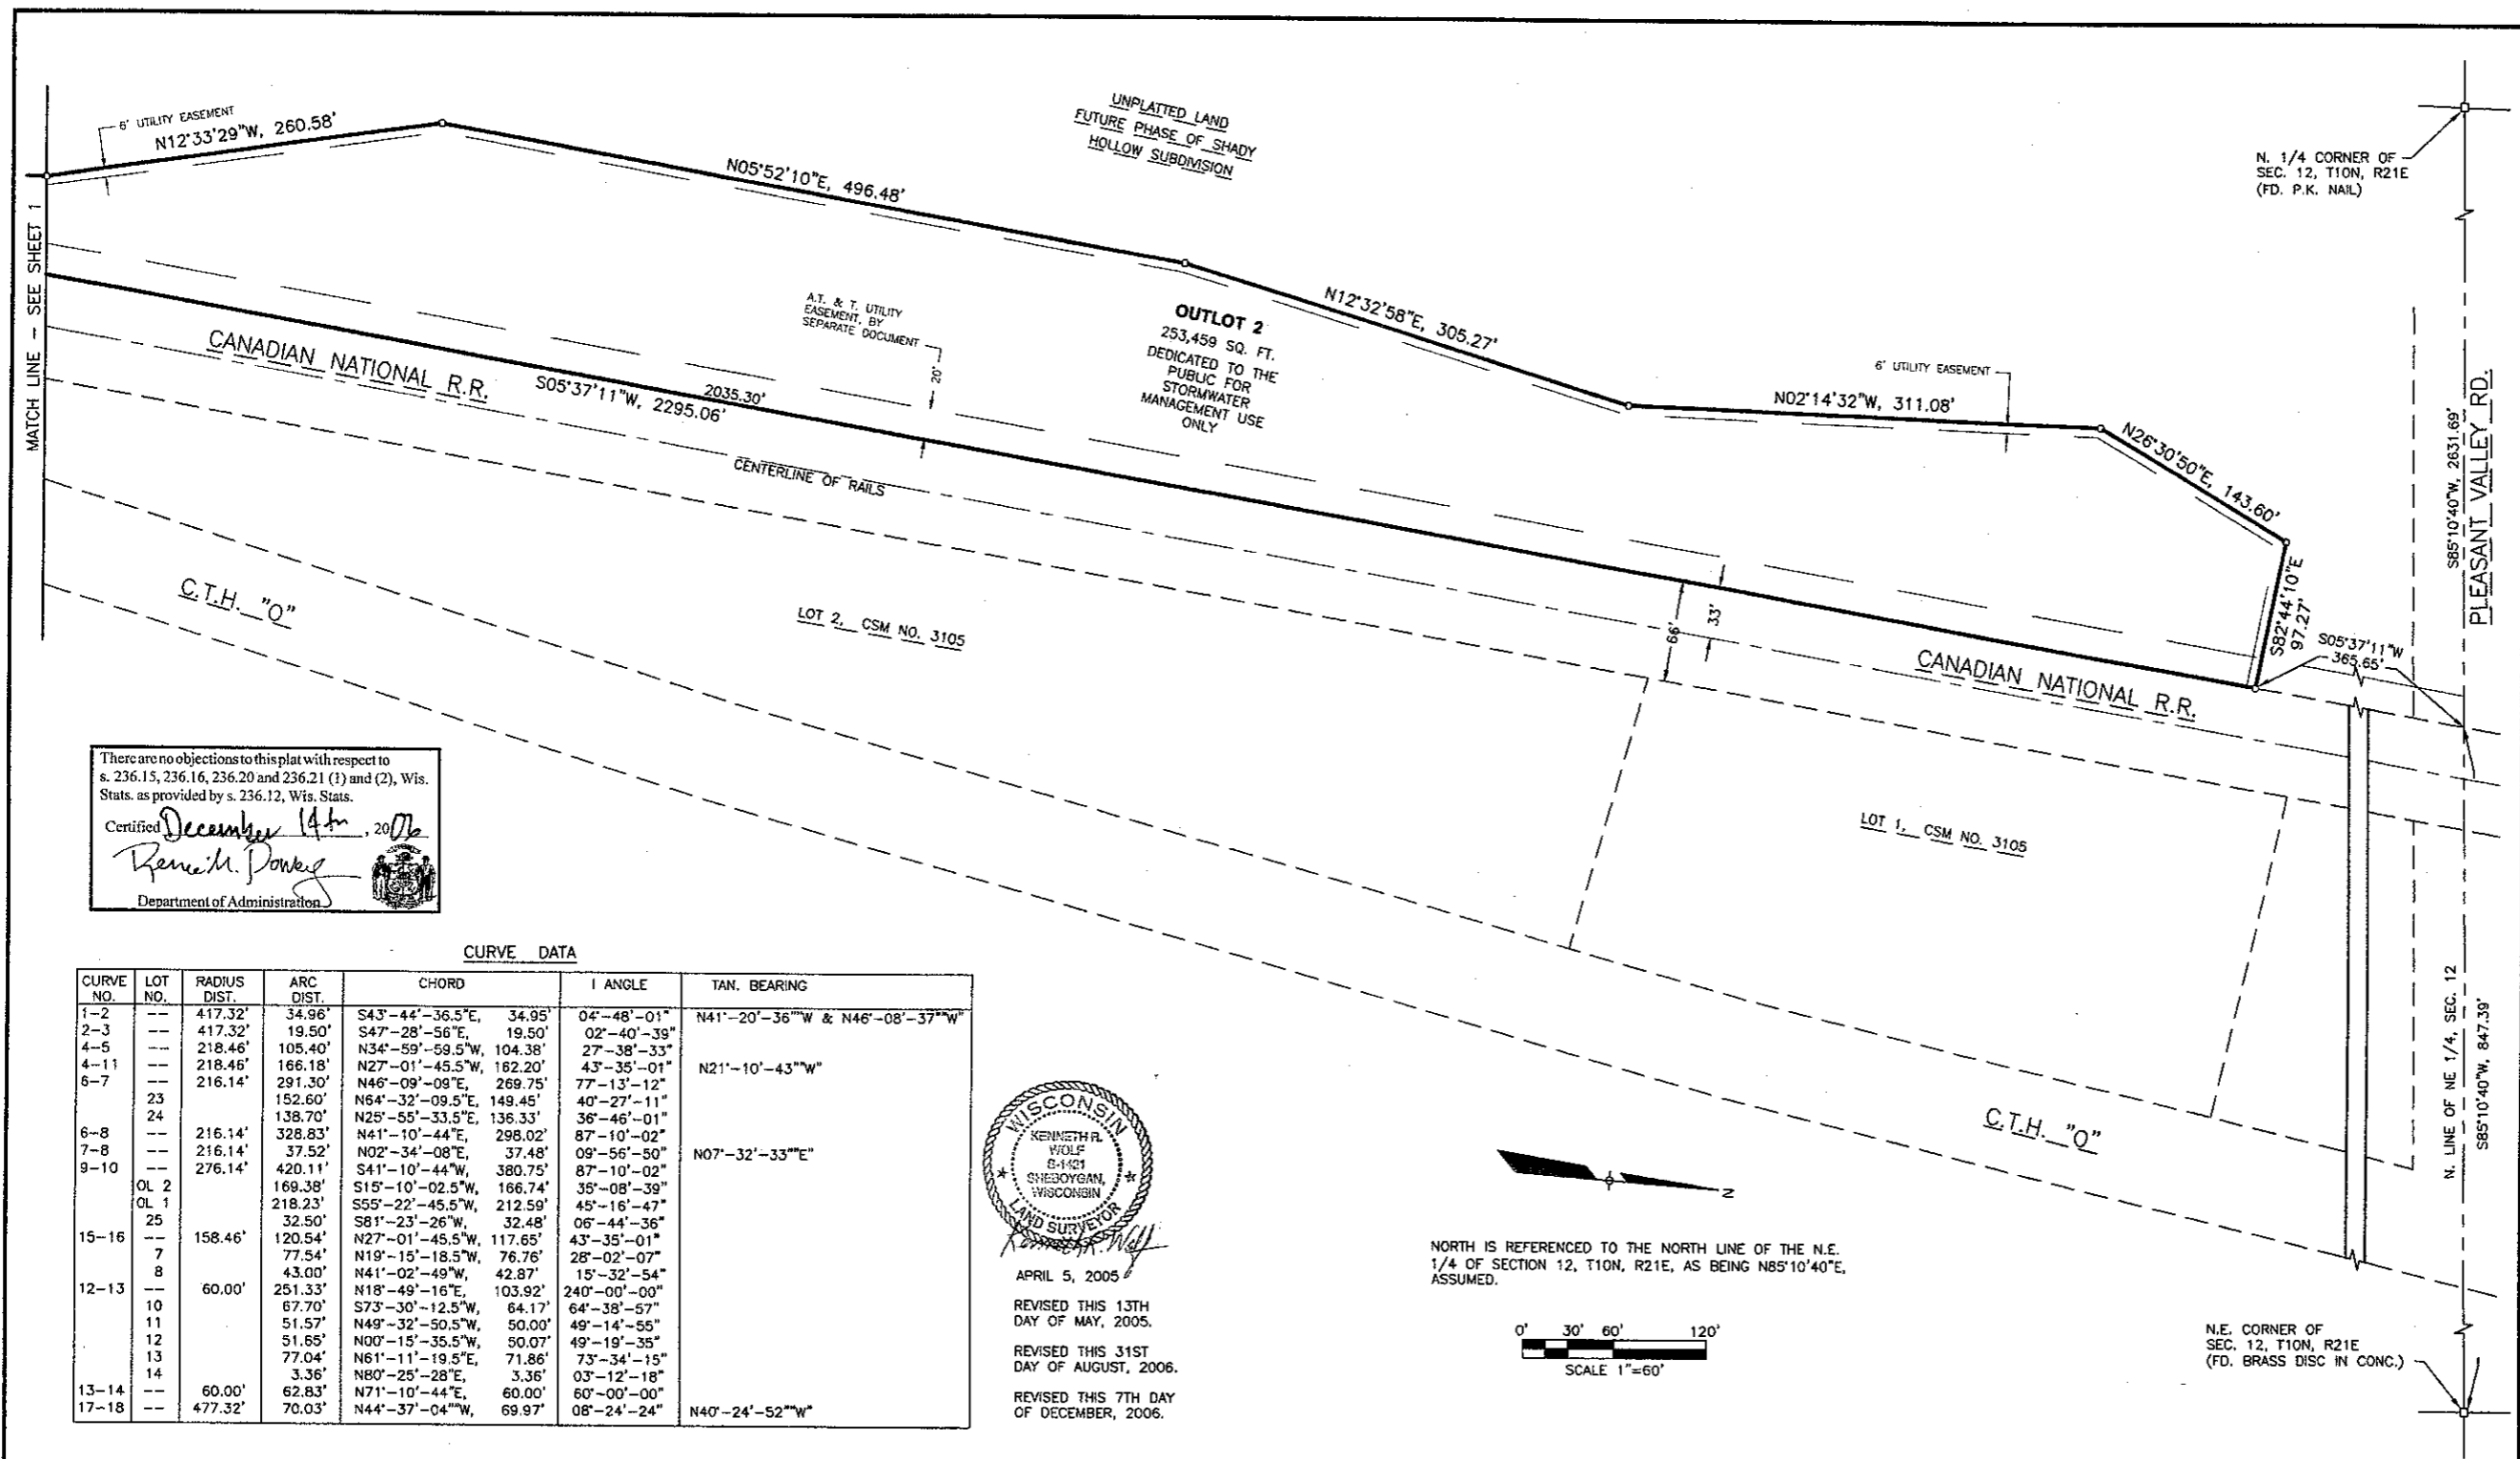 6' UTILITY EASEMENT
N12°33'29"W, 260.58'
MATCH LINE - SEE SHEET 1
N05°52'10"E, 496.48'
UNPLATTED LAND
FUTURE PHASE OF SHADY
HOLLOW SUBDIVISION
N. 1/4 CORNER OF
SEC. 12, T10N, R21E
(FD. P.K. NAIL)
A.T. & T. UTILITY
EASEMENT, BY
SEPARATE DOCUMENT
20'
OUTLOT 2
253,459 SQ. FT.
DEDICATED TO THE
PUBLIC FOR
STORMWATER
MANAGEMENT USE
ONLY
N12°32'58"E, 305.27'
6' UTILITY EASEMENT
N02°14'32"W, 311.08'
N26°30'50"E, 143.60'
S82°44'10"E
97.27'
S05°37'11"W
365.65'
S85°10'40"W, 2631.69'
PLEASANT VALLEY RD.
CANADIAN NATIONAL R.R.
S05°37'11"W, 2295.06'
2035.30'
CENTERLINE OF RAILS
66'
33'
CANADIAN NATIONAL R.R.
C.T.H. "O"
LOT 2, CSM NO. 3105
LOT 1, CSM NO. 3105
C.T.H. "O"
N. LINE OF NE 1/4, SEC. 12
S85°10'40"W, 847.39'
There are no objections to this plat with respect to
s. 236.15, 236.16, 236.20 and 236.21 (1) and (2), Wis.
Stats. as provided by s. 236.12, Wis. Stats.
Certified December 14th, 2006
Department of Administration
CURVE DATA
CURVE NO. LOT NO. RADIUS DIST. ARC DIST. CHORD I ANGLE TAN. BEARING
1-2 -- 417.32' 34.96' S43°-44'-36.5"E, 34.95' 04°-48'-01" N41°-20'-36""W & N46°-08'-37""W"
2-3 -- 417.32' 19.50' S47°-28'-56"E, 19.50' 02°-40'-39"
4-5 -- 218.46' 105.40' N34°-59'-59.5"W, 104.38' 27°-38'-33"
4-11 -- 218.46' 166.18' N27°-01'-45.5"W, 162.20' 43°-35'-01" N21°-10'-43""W"
6-7 -- 216.14' 291.30' N46°-09'-09"E, 269.75' 77°-13'-12"
23 152.60' N64°-32'-09.5"E, 149.45' 40°-27'-11"
24 138.70' N25°-55'-33.5"E, 136.33' 36°-46'-01"
6-8 -- 216.14' 328.83' N41°-10'-44"E, 298.02' 87°-10'-02"
7-8 -- 216.14' 37.52' N02°-34'-08"E, 37.48' 09°-56'-50" N07°-32'-33""E"
9-10 -- 276.14' 420.11' S41°-10'-44"W, 380.75' 87°-10'-02"
OL 2 169.38' S15°-10'-02.5"W, 166.74' 35°-08'-39"
OL 1 218.23' S55°-22'-45.5"W, 212.59' 45°-16'-47"
25 32.50' S81°-23'-26"W, 32.48' 06°-44'-36"
15-16 -- 158.46' 120.54' N27°-01'-45.5"W, 117.65' 43°-35'-01"
7 77.54' N19°-15'-18.5"W, 76.76' 28°-02'-07"
8 43.00' N41°-02'-49"W, 42.87' 15°-32'-54"
12-13 -- 60.00' 251.33' N18°-49'-16"E, 103.92' 240°-00'-00"
10 67.70' S73°-30'-12.5"W, 64.17' 64°-38'-57"
11 51.57' N49°-32'-50.5"W, 50.00' 49°-14'-55"
12 51.65' N00°-15'-35.5"W, 50.07' 49°-19'-35"
13 77.04' N61°-11'-19.5"E, 71.86' 73°-34'-15"
14 3.36' N80°-25'-28"E, 3.36' 03°-12'-18"
13-14 -- 60.00' 62.83' N71°-10'-44"E, 60.00' 60°-00'-00"
17-18 -- 477.32' 70.03' N44°-37'-04""W, 69.97' 08°-24'-24" N40°-24'-52""W"
WISCONSIN
KENNETH R.
WOLF
S-1421
SHEBOYGAN,
WISCONSIN
LAND SURVEYOR
APRIL 5, 2005
REVISED THIS 13TH
DAY OF MAY, 2005.
REVISED THIS 31ST
DAY OF AUGUST, 2006.
REVISED THIS 7TH DAY
OF DECEMBER, 2006.
N
NORTH IS REFERENCED TO THE NORTH LINE OF THE N.E.
1/4 OF SECTION 12, T10N, R21E, AS BEING N85°10'40"E,
ASSUMED.
0' 30' 60' 120'
SCALE 1"=60'
N.E. CORNER OF
SEC. 12, T10N, R21E
(FD. BRASS DISC IN CONC.)